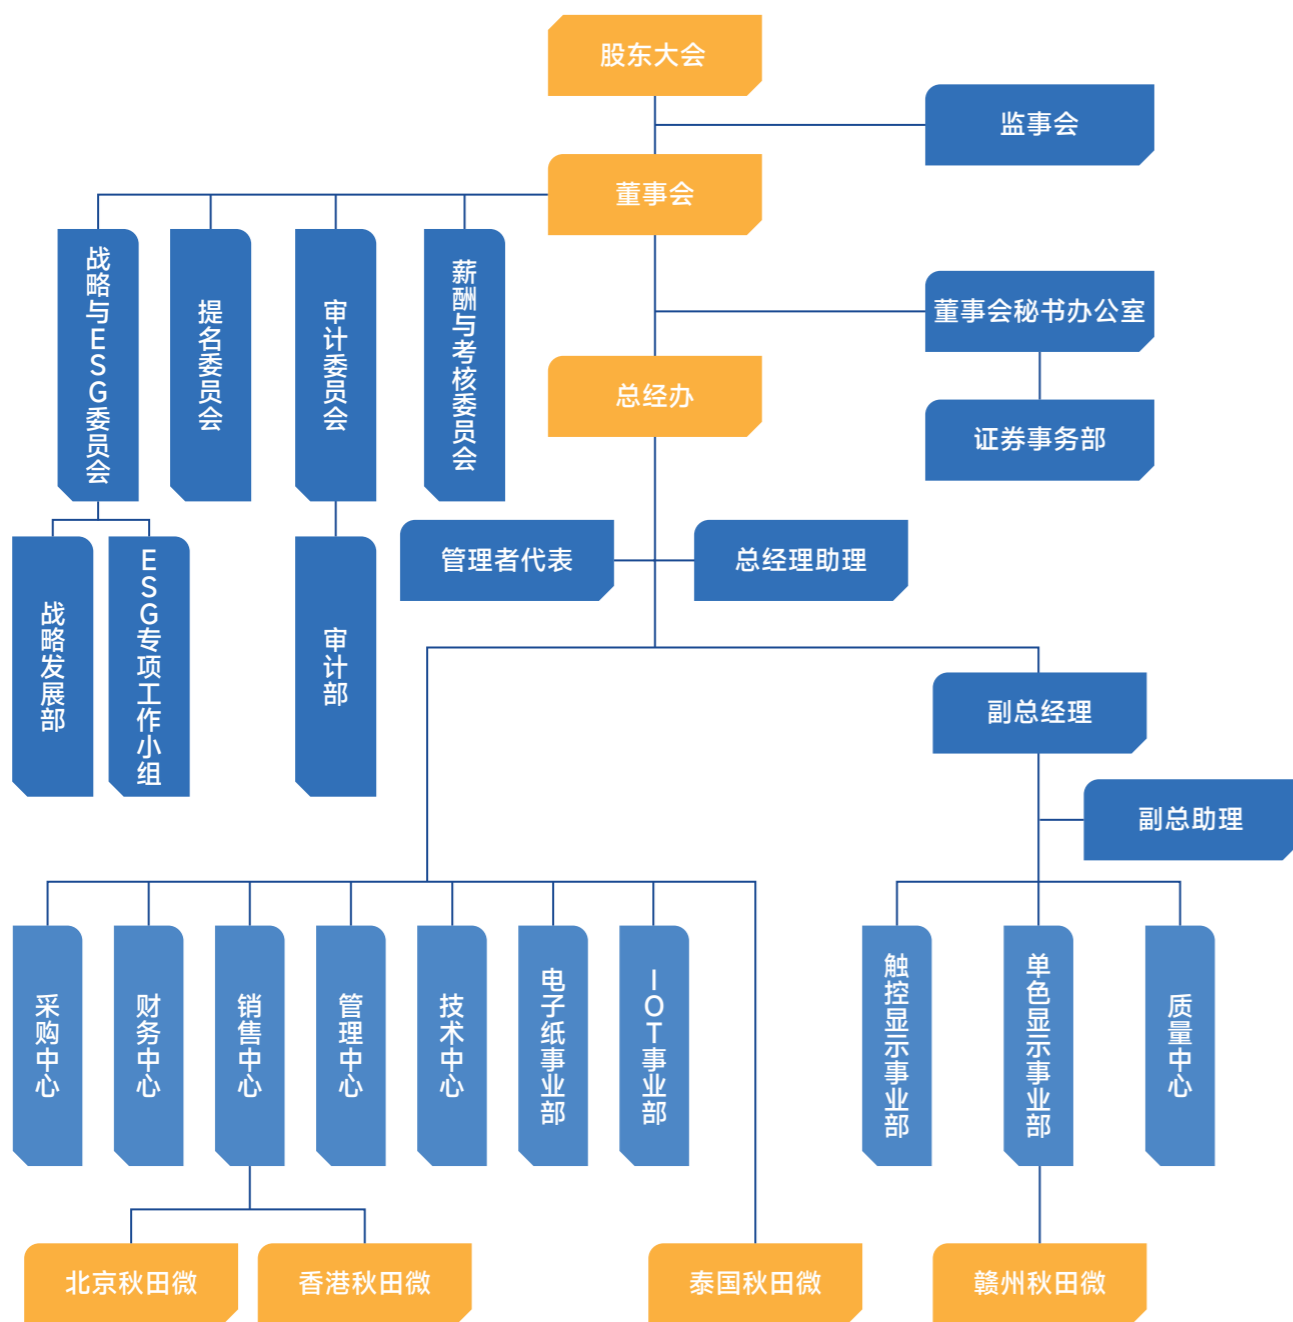 股东大会
监事会
董事会
战略与ESG委员会
提名委员会
审计委员会
薪酬与考核委员会
董事会秘书办公室
总经办
证券事务部
管理者代表
总经理助理
战略发展部
ESG专项工作小组
审计部
副总经理
副总助理
采购中心
财务中心
销售中心
管理中心
技术中心
电子纸事业部
IOT事业部
触控显示事业部
单色显示事业部
质量中心
北京秋田微
香港秋田微
泰国秋田微
赣州秋田微